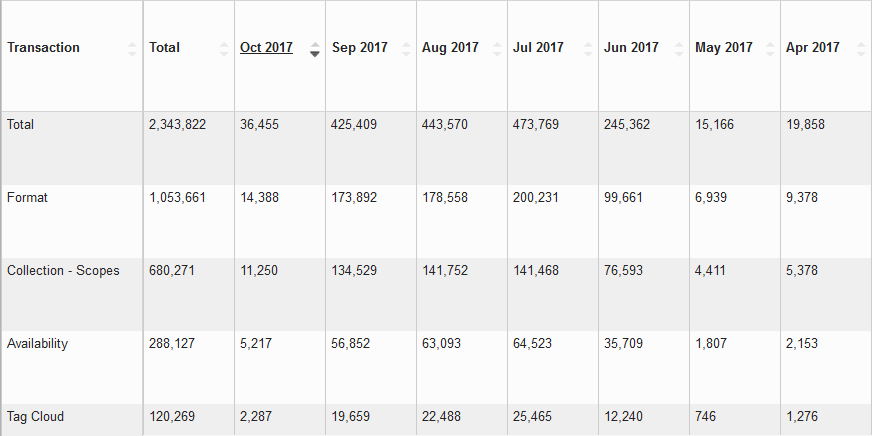 Transaction Total Oct 2017 Sep 2017 Aug 2017 Jul 2017 Jun 2017 May 2017 Apr 2017
Total 2,343,822 36,455 425,409 443,570 473,769 245,362 15,166 19,858
Format 1,053,661 14,388 173,892 178,558 200,231 99,661 6,939 9,378
Collection - Scopes 680,271 11,250 134,529 141,752 141,468 76,593 4,411 5,378
Availability 288,127 5,217 56,852 63,093 64,523 35,709 1,807 2,153
Tag Cloud 120,269 2,287 19,659 22,488 25,465 12,240 746 1,276